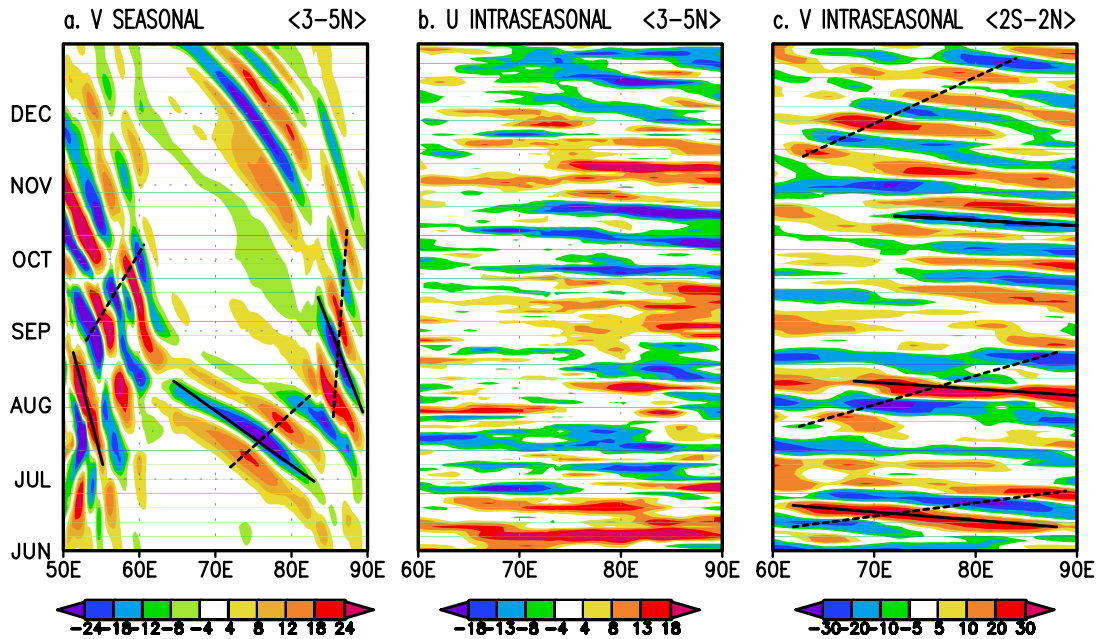 a. V SEASONAL <3-5N>
b. U INTRASEASONAL <3-5N>
c. V INTRASEASONAL <2S-2N>
DEC
NOV
OCT
SEP
AUG
JUL
JUN
50E 60E 70E 80E 90E
60E 70E 80E 90E
60E 70E 80E 90E
-24 -18 -12 -8 -4 4 8 12 18 24
-18 -13 -8 -4 4 8 13 18
-30 -20 -10 -5 5 10 20 30